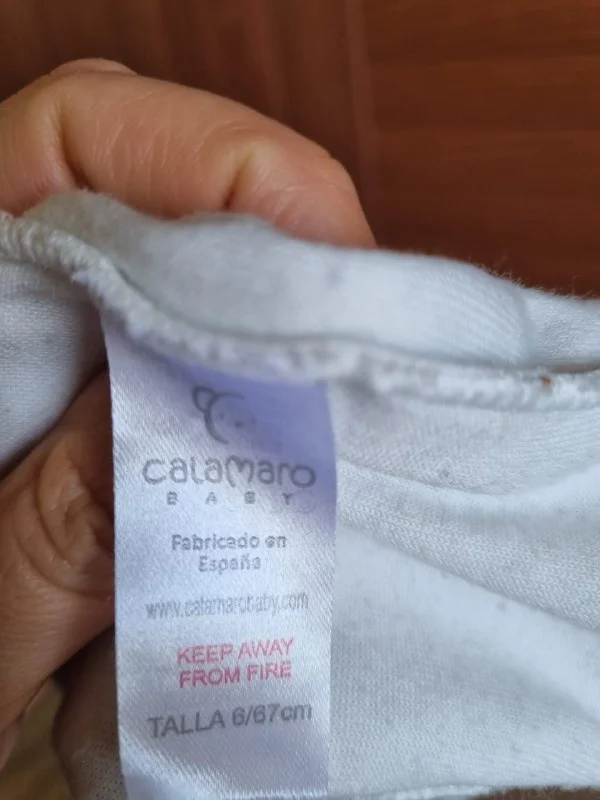 calamaro
BABY
Fabricado en
España
www.calamarobaby.com
KEEP AWAY
FROM FIRE
TALLA 6/67cm